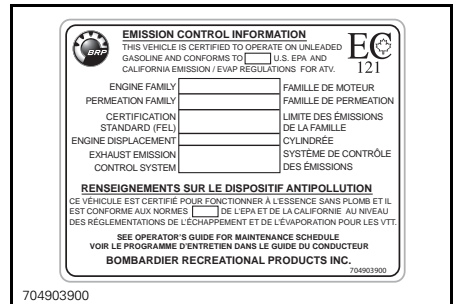 EMISSION CONTROL INFORMATION
THIS VEHICLE IS CERTIFIED TO OPERATE ON UNLEADED
GASOLINE AND CONFORMS TO U.S. EPA AND
CALIFORNIA EMISSION / EVAP REGULATIONS FOR ATV.
BRP
EC
121
ENGINE FAMILY FAMILLE DE MOTEUR
PERMEATION FAMILY FAMILLE DE PERMEATION
CERTIFICATION LIMITE DES ÉMISSIONS
STANDARD (FEL) DE LA FAMILLE
ENGINE DISPLACEMENT CYLINDRÉE
EXHAUST EMISSION SYSTÈME DE CONTRÔLE
CONTROL SYSTEM DES ÉMISSIONS
RENSEIGNEMENTS SUR LE DISPOSITIF ANTIPOLLUTION
CE VÉHICULE EST CERTIFIÉ POUR FONCTIONNER À L'ESSENCE SANS PLOMB ET IL
EST CONFORME AUX NORMES DE L'EPA ET DE LA CALIFORNIE AU NIVEAU
DES RÉGLEMENTATIONS DE L'ÉCHAPPEMENT ET DE L'ÉVAPORATION POUR LES VTT.
SEE OPERATOR'S GUIDE FOR MAINTENANCE SCHEDULE
VOIR LE PROGRAMME D'ENTRETIEN DANS LE GUIDE DU CONDUCTEUR
BOMBARDIER RECREATIONAL PRODUCTS INC.
704903900
704903900